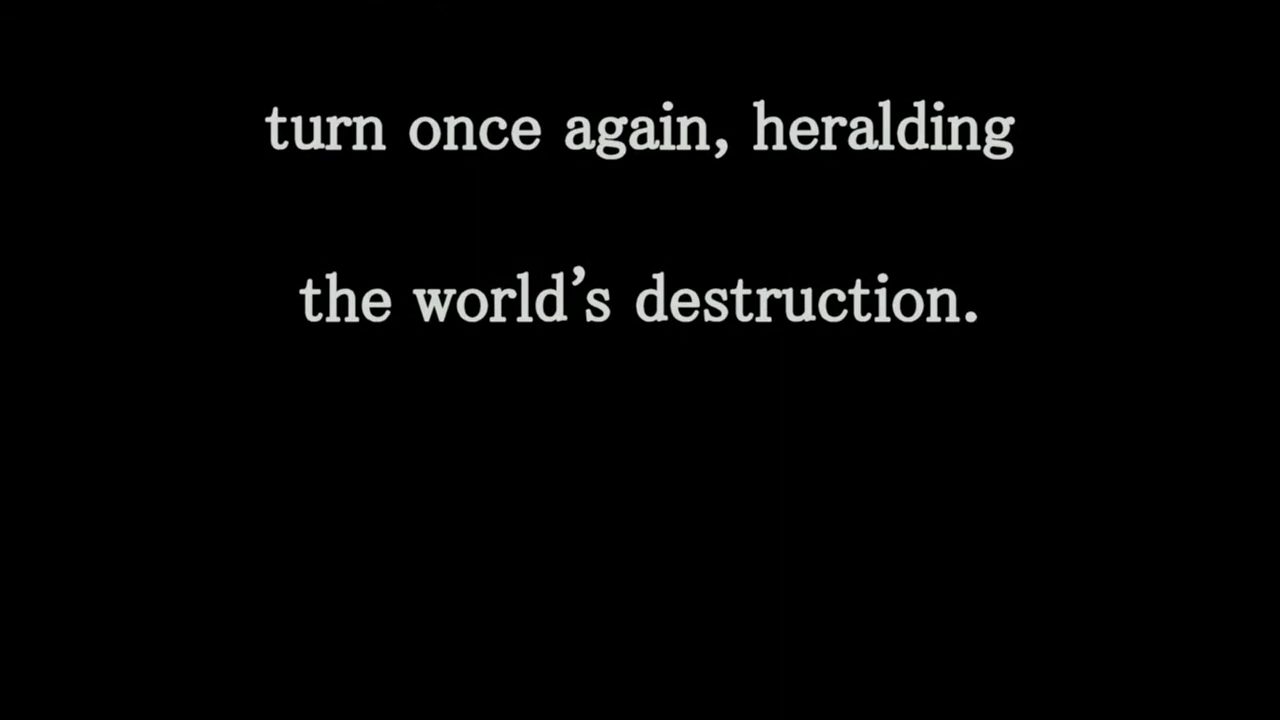 turn once again, heralding
the world’s destruction.